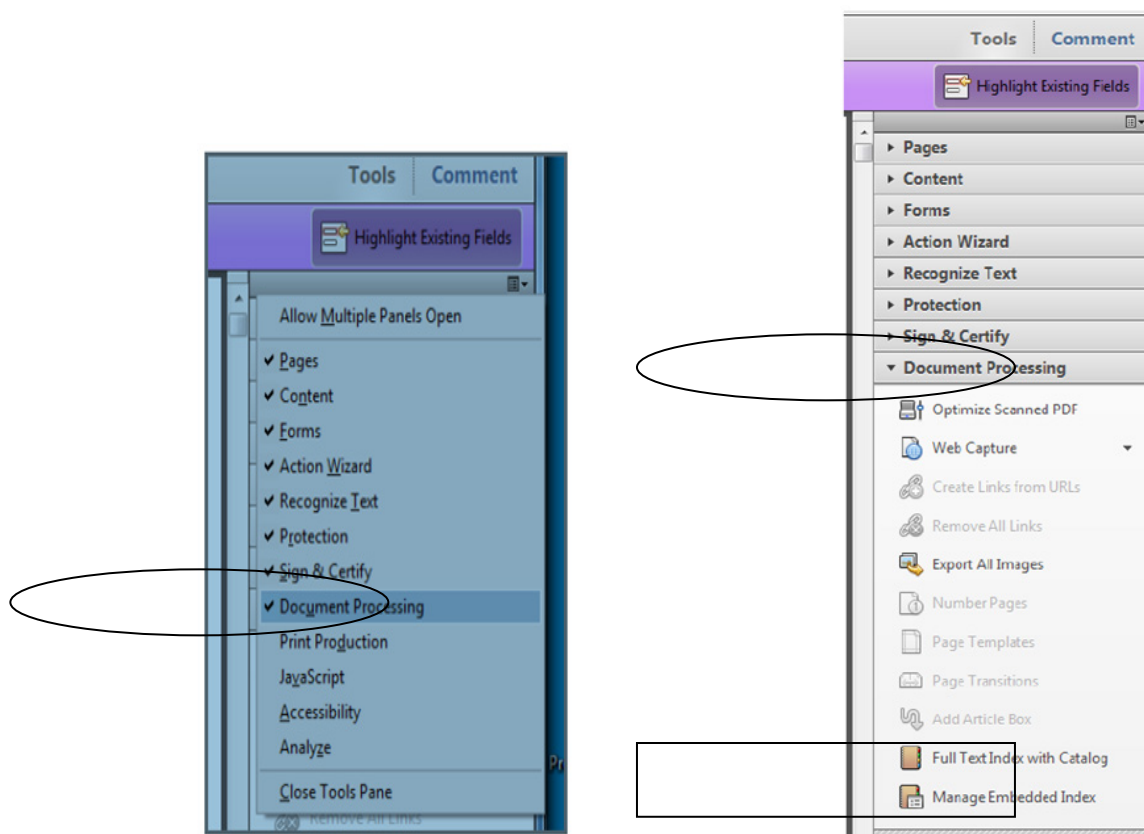 Tools Comment
Highlight Existing Fields
Allow Multiple Panels Open
Pages
Content
Forms
Action Wizard
Recognize Text
Protection
Sign & Certify
Document Processing
Print Production
JavaScript
Accessibility
Analyze
Close Tools Pane
Remove All Links
Pr
Tools Comment
Highlight Existing Fields
Pages
Content
Forms
Action Wizard
Recognize Text
Protection
Sign & Certify
Document Processing
Optimize Scanned PDF
Web Capture
Create Links from URLs
Remove All Links
Export All Images
Number Pages
Page Templates
Page Transitions
Add Article Box
Full Text Index with Catalog
Manage Embedded Index